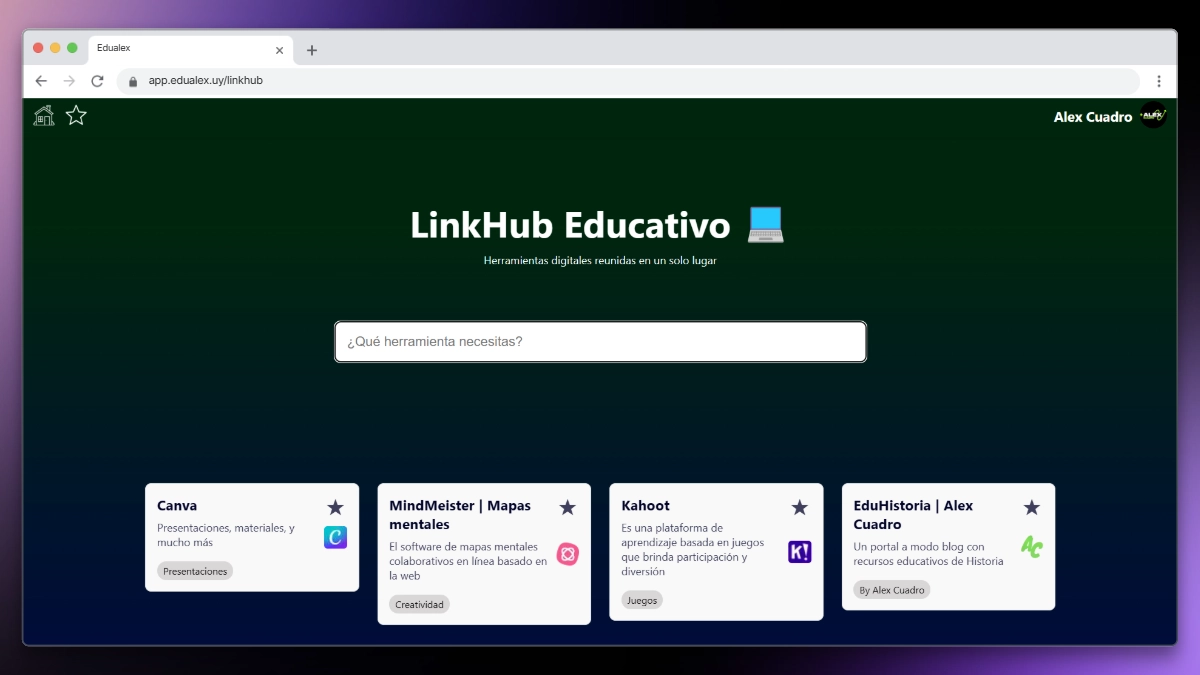 Edualex
app.edualex.uy/linkhub
Alex Cuadro
ALEX
LinkHub Educativo
Herramientas digitales reunidas en un solo lugar
¿Qué herramienta necesitas?
Canva
Presentaciones, materiales, y
mucho más
C
Presentaciones
MindMeister | Mapas
mentales
El software de mapas mentales
colaborativos en línea basado en
la web
Creatividad
Kahoot
Es una plataforma de
aprendizaje basada en juegos
que brinda participación y
diversión
K!
Juegos
EduHistoria | Alex
Cuadro
Un portal a modo blog con
recursos educativos de Historia
AC
By Alex Cuadro